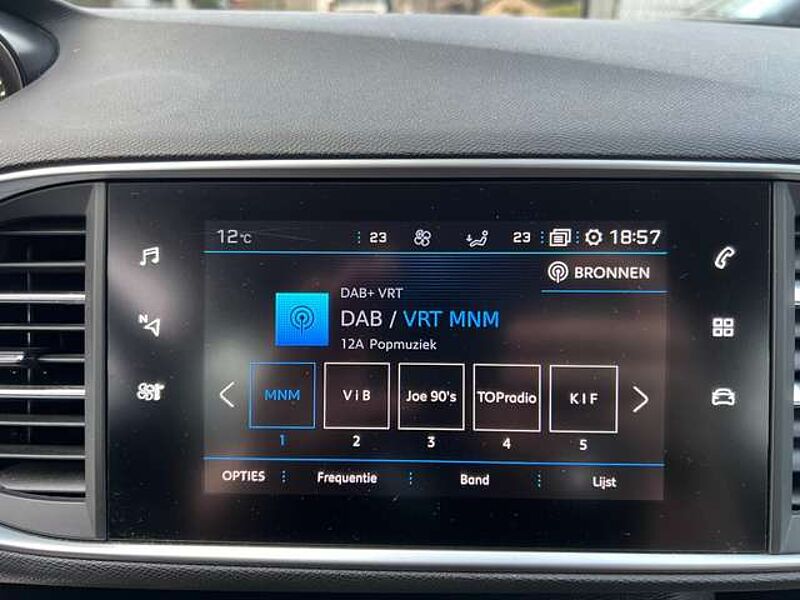 12°C 23 23 18:57
BRONNEN
DAB+ VRT
DAB / VRT MNM
12A Popmuziek
N
MNM ViB Joe 90's TOPradio KIF
1 2 3 4 5
OPTIES Frequentie Band Lijst